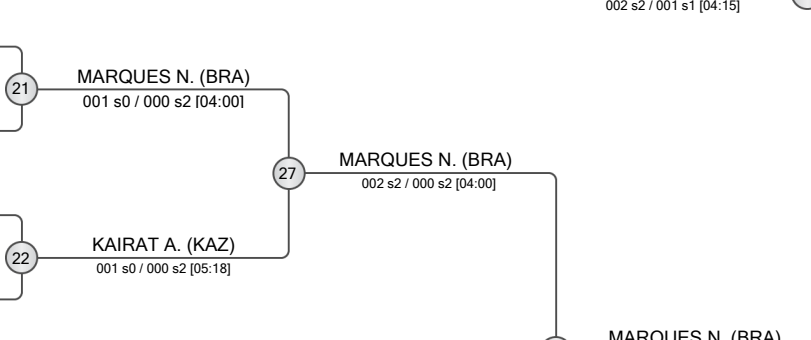 002 s2 / 001 s1 [04:15]
21
MARQUES N. (BRA)
001 s0 / 000 s2 [04:00]
27
MARQUES N. (BRA)
002 s2 / 000 s2 [04:00]
22
KAIRAT A. (KAZ)
001 s0 / 000 s2 [05:18]
MARQUES N. (BRA)